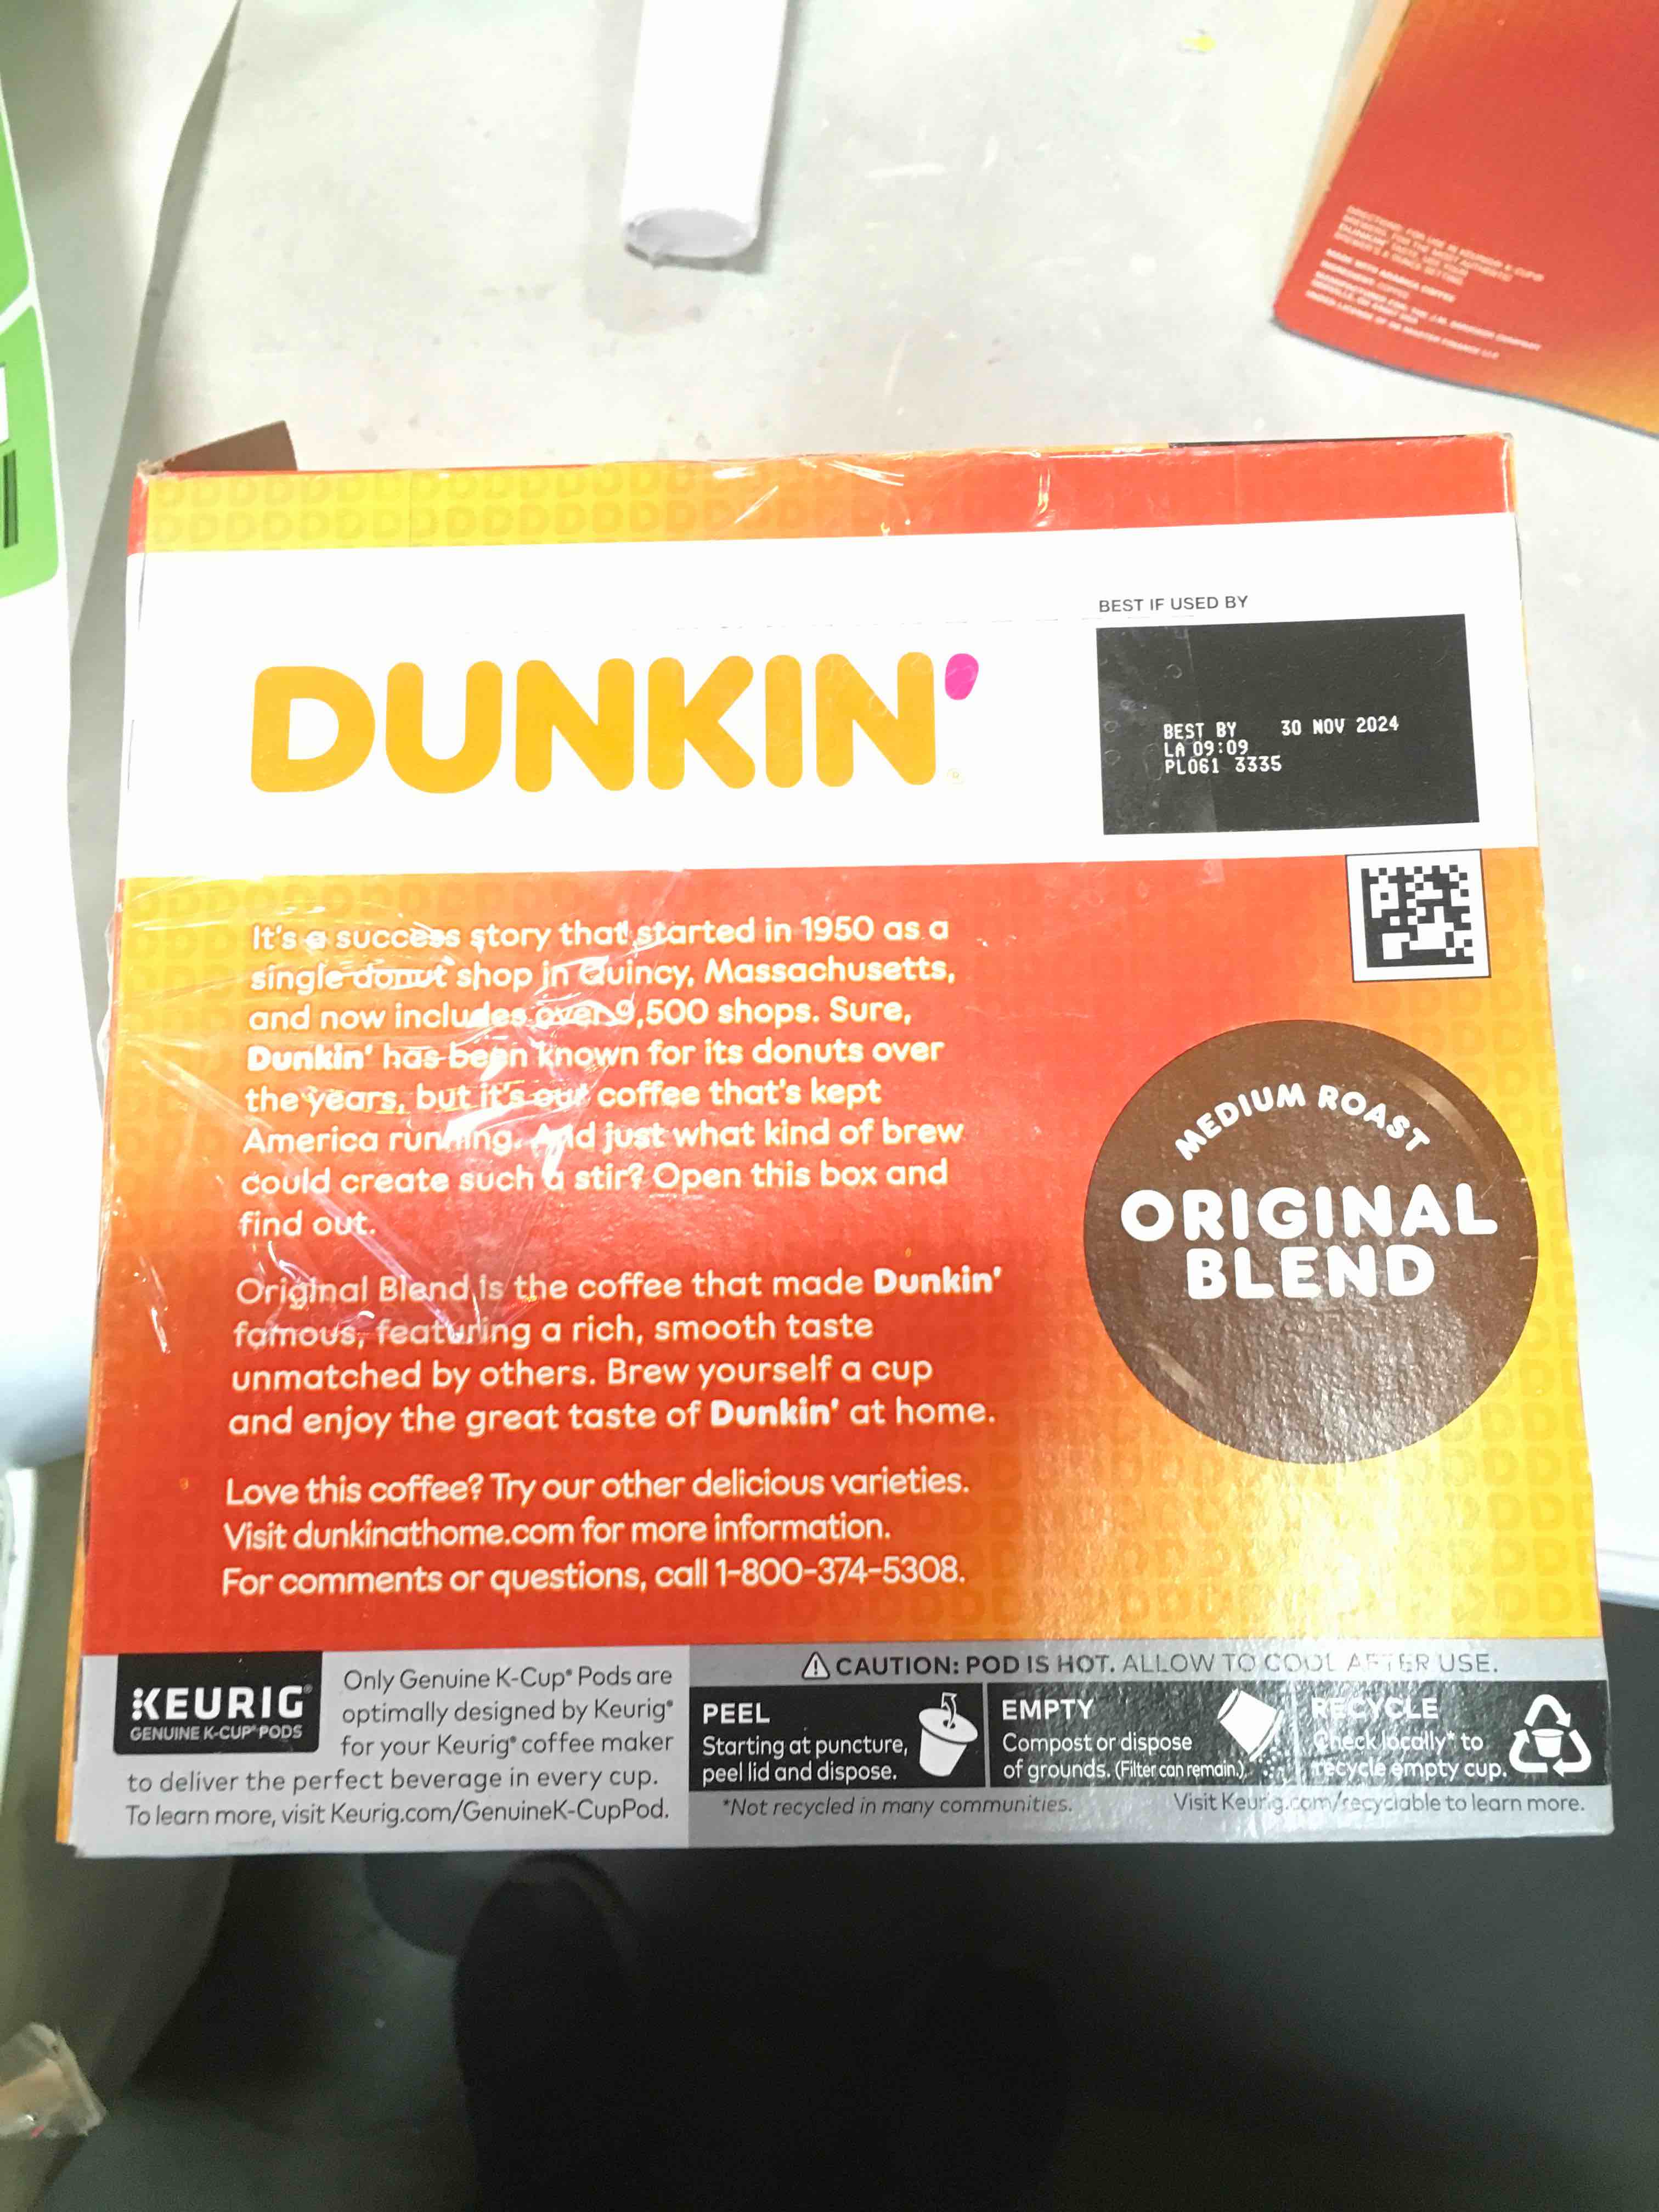 DUNKIN'
BEST IF USED BY
BEST BY 30 NOV 2024
LA 09:09
PL061 3335
It's a success story that started in 1950 as a
single donut shop in Quincy, Massachusetts,
and now includes over 9,500 shops. Sure,
Dunkin' has been known for its donuts over
the years, but it's our coffee that's kept
America running. And just what kind of brew
could create such a stir? Open this box and
find out.
Original Blend is the coffee that made Dunkin'
famous, featuring a rich, smooth taste
unmatched by others. Brew yourself a cup
and enjoy the great taste of Dunkin' at home.
Love this coffee? Try our other delicious varieties.
Visit dunkinathome.com for more information.
For comments or questions, call 1-800-374-5308.
MEDIUM ROAST
ORIGINAL
BLEND
KEURIG®
GENUINE K-CUP® PODS
Only Genuine K-Cup® Pods are
optimally designed by Keurig®
for your Keurig® coffee maker
to deliver the perfect beverage in every cup.
To learn more, visit Keurig.com/GenuineK-CupPod.
CAUTION: POD IS HOT. ALLOW TO COOL AFTER USE.
PEEL
Starting at puncture,
peel lid and dispose.
EMPTY
Compost or dispose
of grounds. (Filter can remain.)
RECYCLE
Check locally* to
recycle empty cup.
*Not recycled in many communities.
Visit Keurig.com/recyclable to learn more.